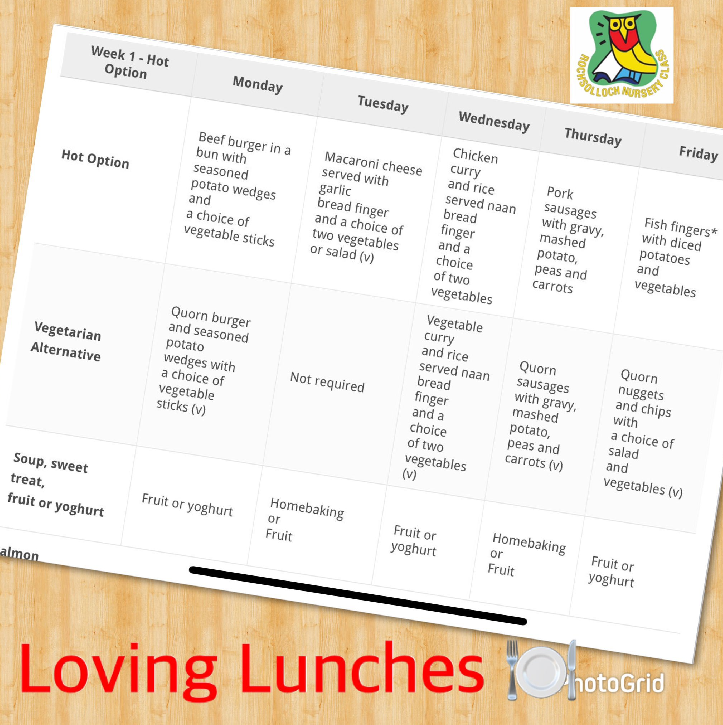 ROCKSOLLOCH NURSERY CLASS
Week 1 - Hot
Option
Monday
Tuesday
Wednesday
Thursday
Friday
Hot Option
Beef burger in a
bun with
seasoned
potato wedges
and
a choice of
vegetable sticks
Macaroni cheese
served with
garlic
bread finger
and a choice of
two vegetables
or salad (v)
Chicken
curry
and rice
served naan
bread
finger
and a
choice
of two
vegetables
Pork
sausages
with gravy,
mashed
potato,
peas and
carrots
Fish fingers*
with diced
potatoes
and
vegetables
Vegetarian
Alternative
Quorn burger
and seasoned
potato
wedges with
a choice of
vegetable
sticks (v)
Not required
Vegetable
curry
and rice
served naan
bread
finger
and a
choice
of two
vegetables
(v)
Quorn
sausages
with gravy,
mashed
potato,
peas and
carrots (v)
Quorn
nuggets
and chips
with
a choice of
salad
and
vegetables (v)
Soup, sweet
treat,
fruit or yoghurt
Fruit or yoghurt
Homebaking
or
Fruit
Fruit or
yoghurt
Homebaking
or
Fruit
Fruit or
yoghurt
almon
Loving Lunches
hotoGrid